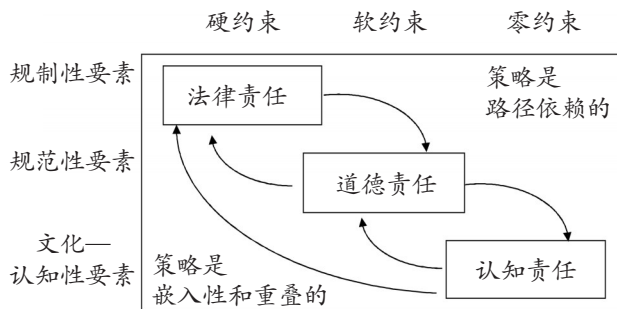 硬约束 软约束 零约束
规制性要素
法律责任
策略是
路径依赖的
规范性要素
道德责任
文化—
认知性要素
策略是
嵌入性和重叠的
认知责任